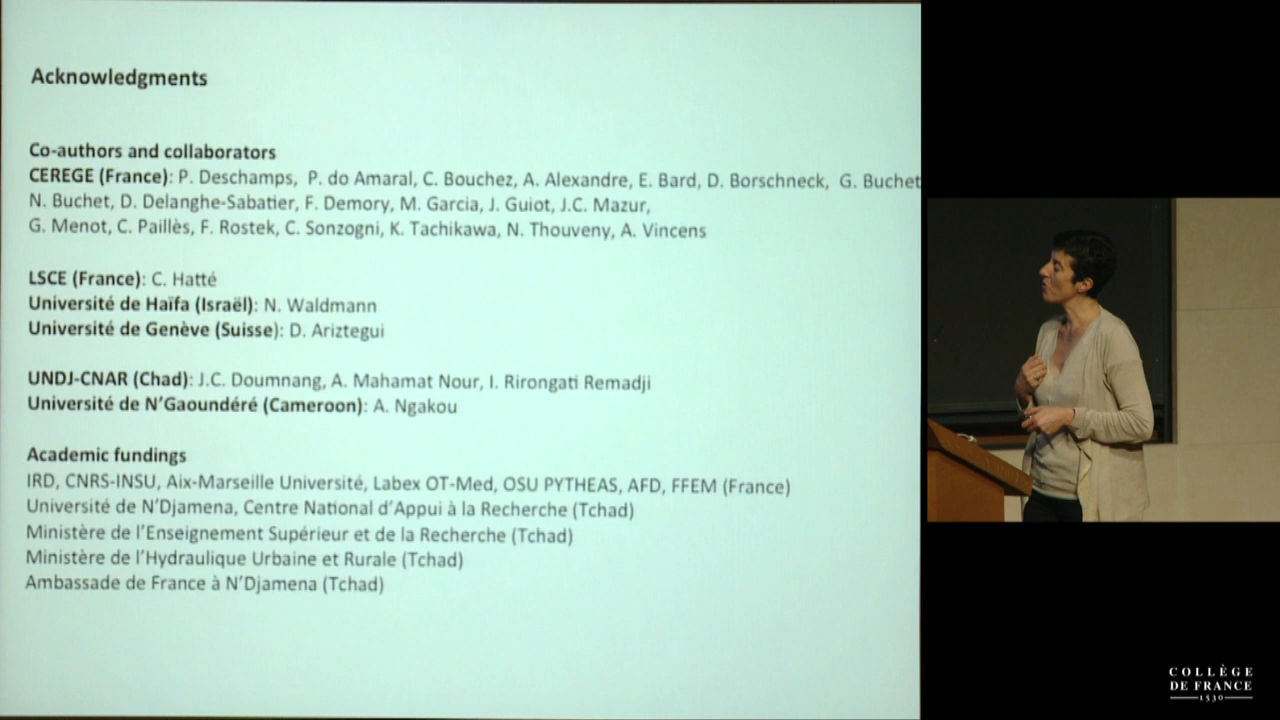 Acknowledgments
Co-authors and collaborators
CEREGE (France): P. Deschamps, P. do Amaral, C. Bouchez, A. Alexandre, E. Bard, D. Borschneck, G. Buchet
N. Buchet, D. Delanghe-Sabatier, F. Demory, M. Garcia, J. Guiot, J.C. Mazur,
G. Menot, C. Paillès, F. Rostek, C. Sonzogni, K. Tachikawa, N. Thouveny, A. Vincens
LSCE (France): C. Hatté
Université de Haïfa (Israël): N. Waldmann
Université de Genève (Suisse): D. Ariztegui
UNDJ-CNAR (Chad): J.C. Doumnang, A. Mahamat Nour, I. Rirongati Remadji
Université de N'Gaoundéré (Cameroon): A. Ngakou
Academic fundings
IRD, CNRS-INSU, Aix-Marseille Université, Labex OT-Med, OSU PYTHEAS, AFD, FFEM (France)
Université de N'Djamena, Centre National d'Appui à la Recherche (Tchad)
Ministère de l'Enseignement Supérieur et de la Recherche (Tchad)
Ministère de l'Hydraulique Urbaine et Rurale (Tchad)
Ambassade de France à N'Djamena (Tchad)
COLLÈGE
DE FRANCE
1530